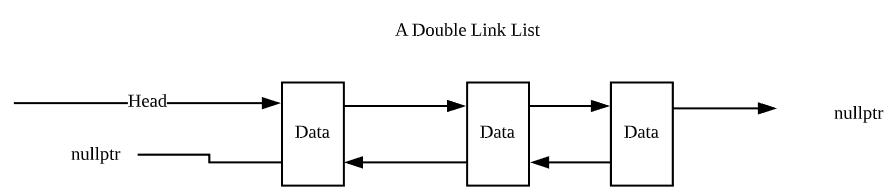 A Double Link List
Head
nullptr
Data
Data
Data
nullptr